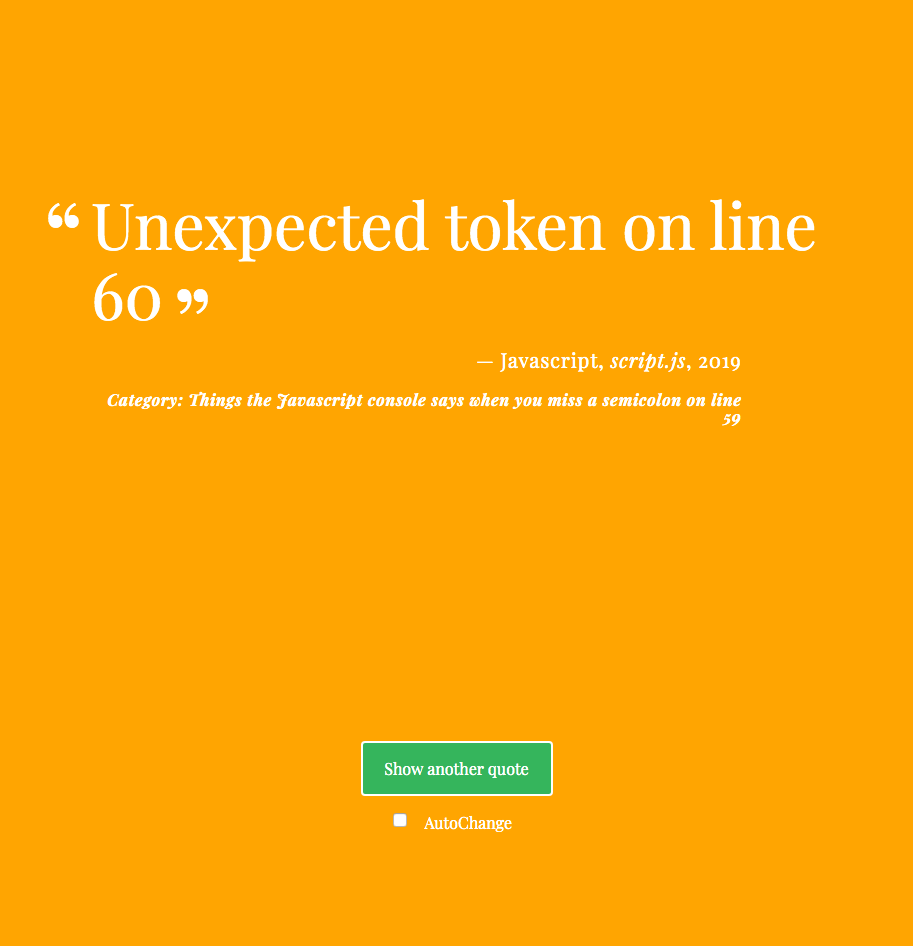 “ Unexpected token on line
60 ”
— Javascript, script.js, 2019
Category: Things the Javascript console says when you miss a semicolon on line
59
Show another quote
AutoChange